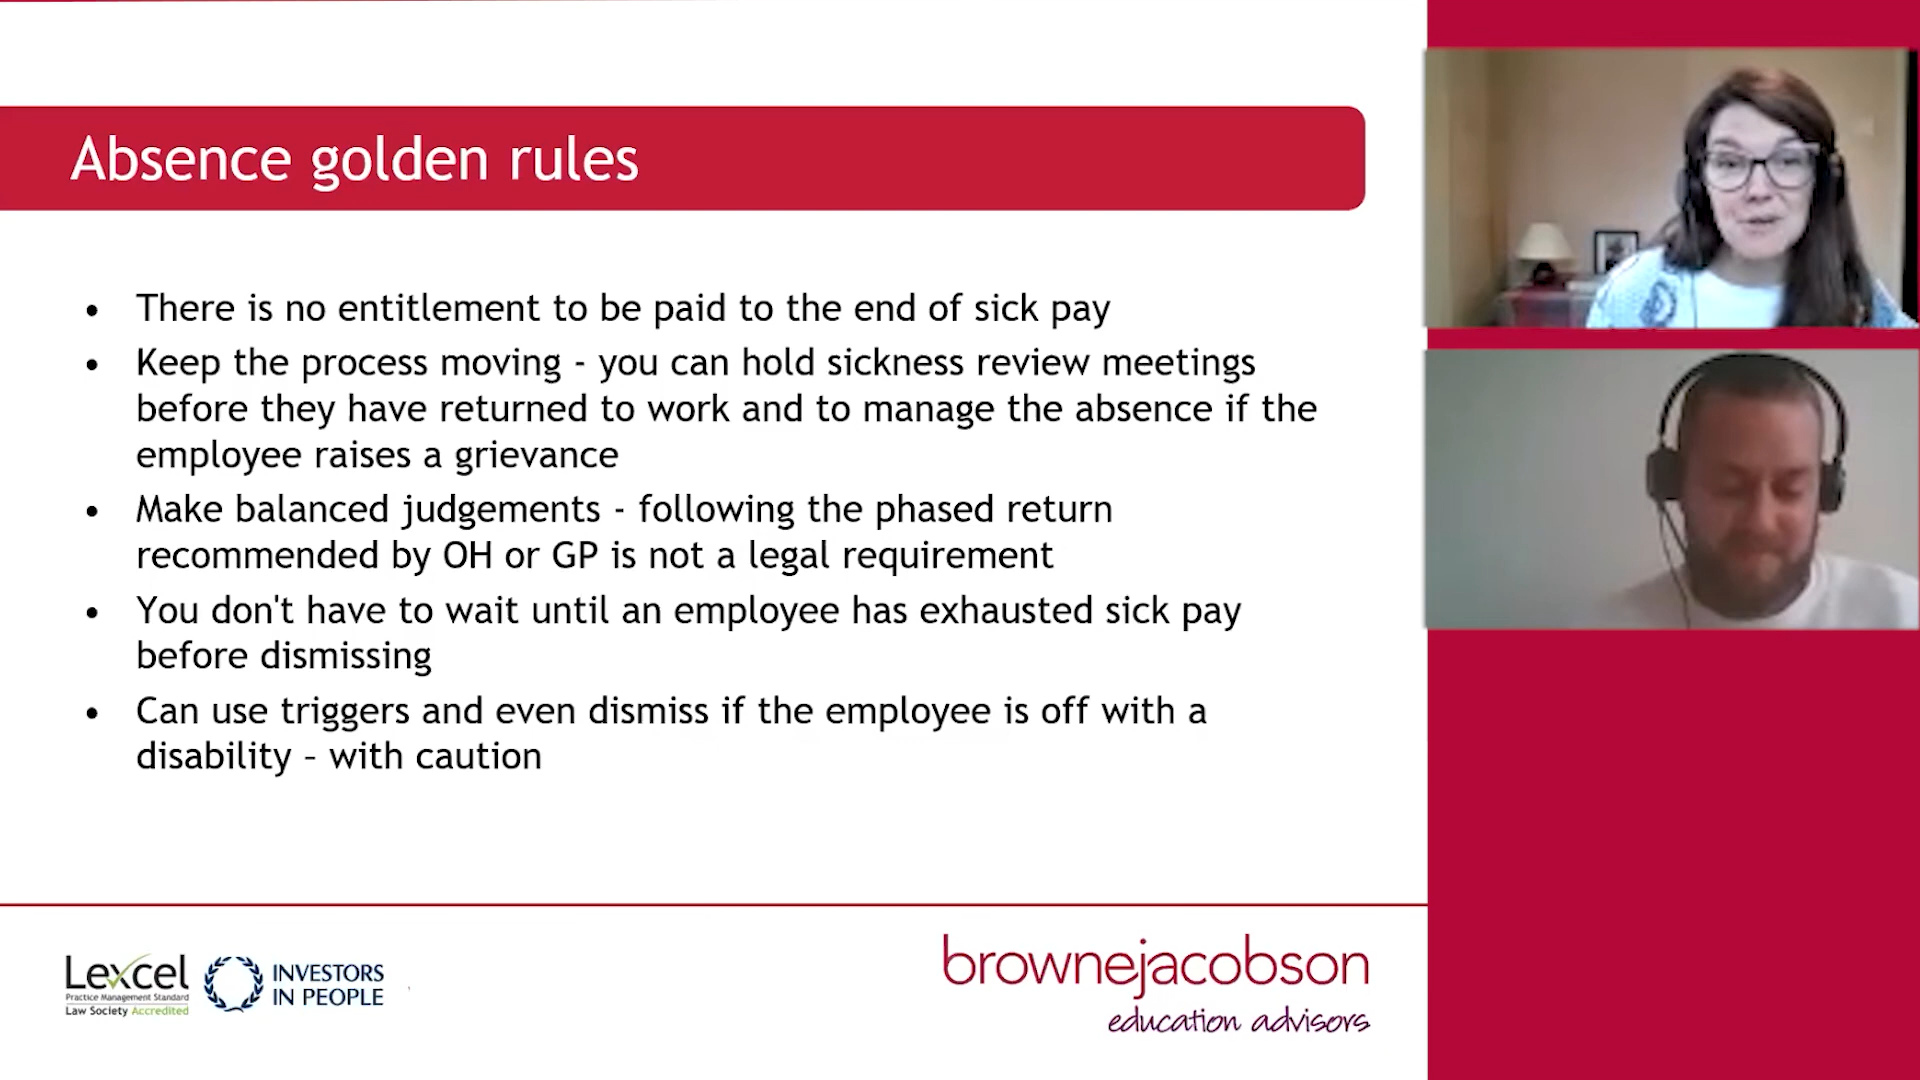 Absence golden rules
• There is no entitlement to be paid to the end of sick pay
• Keep the process moving - you can hold sickness review meetings
before they have returned to work and to manage the absence if the
employee raises a grievance
• Make balanced judgements - following the phased return
recommended by OH or GP is not a legal requirement
• You don't have to wait until an employee has exhausted sick pay
before dismissing
• Can use triggers and even dismiss if the employee is off with a
disability – with caution
Lexcel
Practice Management Standard
Law Society Accredited
INVESTORS
IN PEOPLE
brownejacobson
education advisors